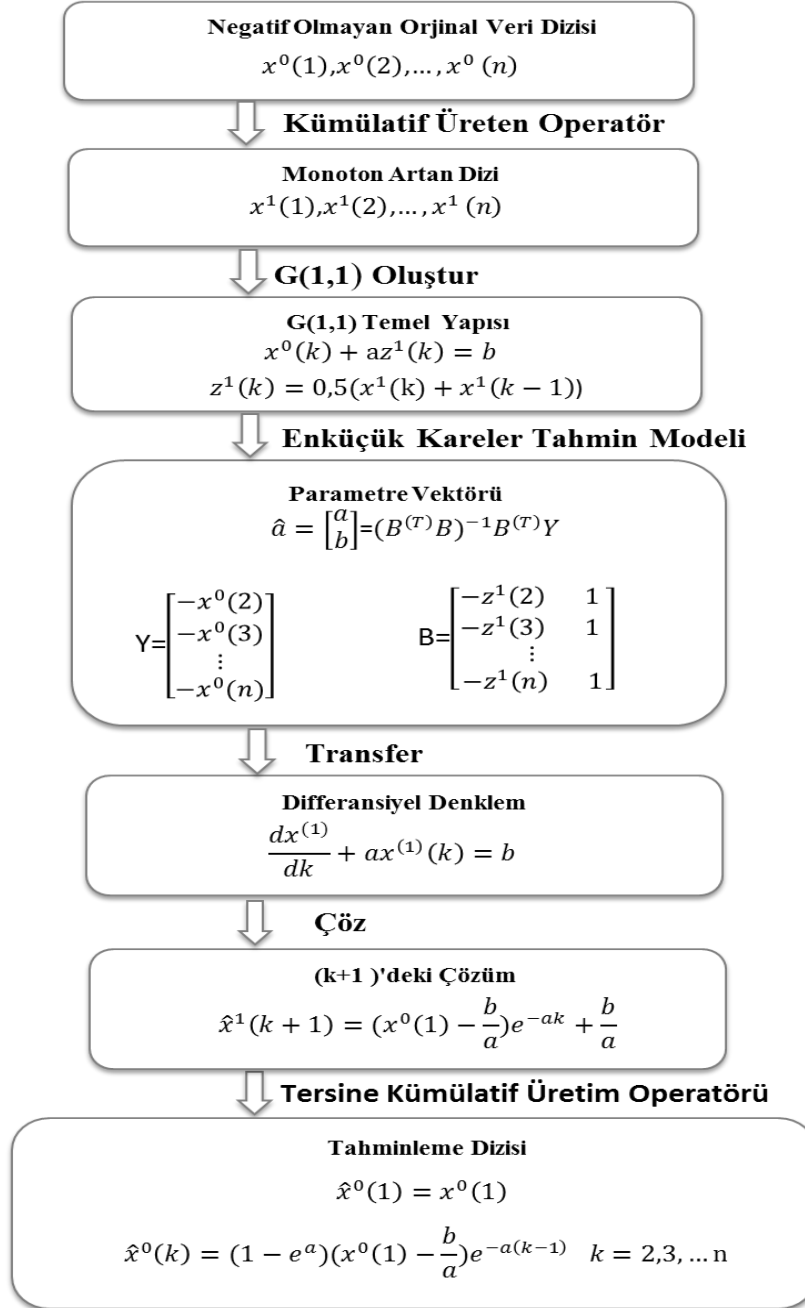 Negatif Olmayan Orjinal Veri Dizisi
x⁰(1),x⁰(2),…,x⁰ (n)
Kümülatif Üreten Operatör
Monoton Artan Dizi
x¹(1),x¹(2),…,x¹ (n)
G(1,1) Oluştur
G(1,1) Temel Yapısı
x⁰(k) + az¹(k) = b
z¹(k) = 0,5(x¹(k) + x¹(k − 1))
Enküçük Kareler Tahmin Modeli
Parametre Vektörü
â = [a b]=(B⁽ᵀ⁾B)⁻¹B⁽ᵀ⁾Y
Y=[−x⁰(2) −x⁰(3) ⋮ −x⁰(n)]
B=[−z¹(2) 1 −z¹(3) 1 ⋮ −z¹(n) 1]
Transfer
Differansiyel Denklem
dx⁽¹⁾/dk + ax⁽¹⁾(k) = b
Çöz
(k+1 )'deki Çözüm
x̂¹(k + 1) = (x⁰(1) − b/a)e⁻ᵃᵏ + b/a
Tersine Kümülatif Üretim Operatörü
Tahminleme Dizisi
x̂⁰(1) = x⁰(1)
x̂⁰(k) = (1 − eᵃ)(x⁰(1) − b/a)e⁻ᵃ⁽ᵏ⁻¹⁾ k = 2,3, … n